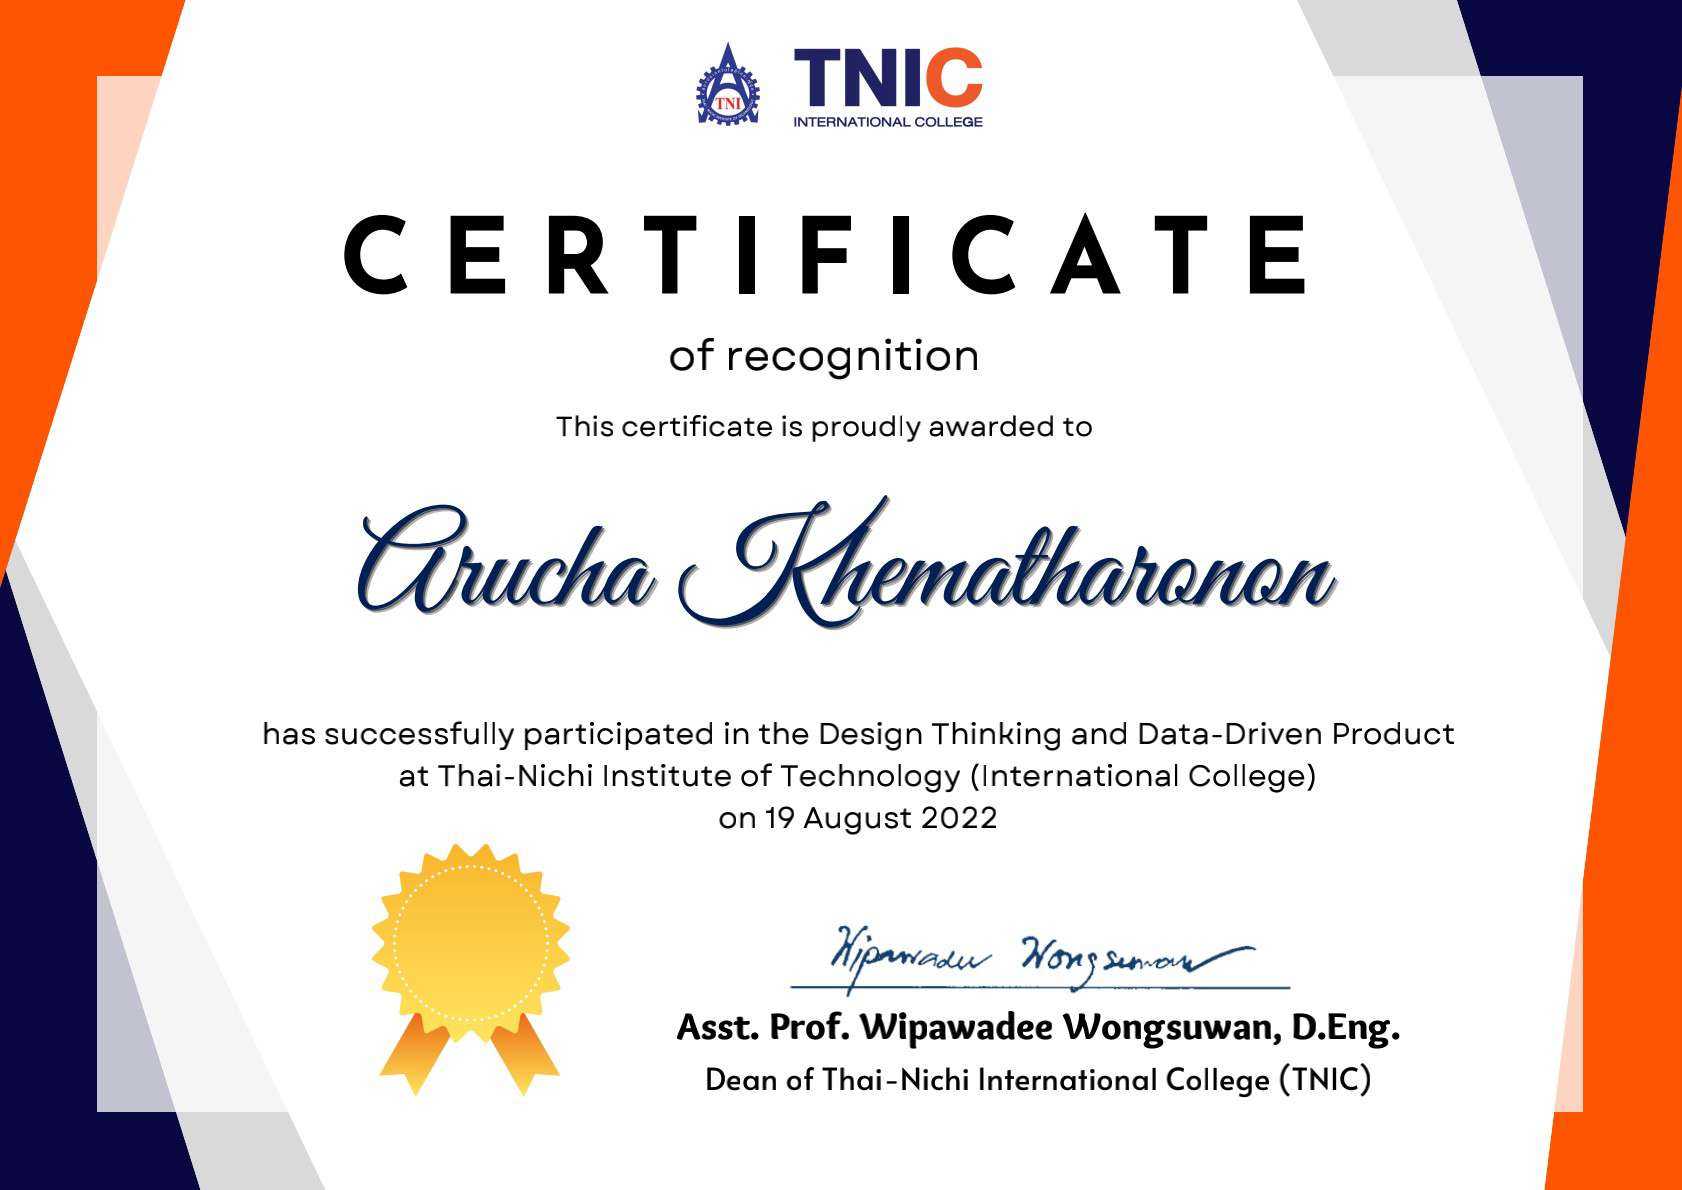 TNI
TNIC
INTERNATIONAL COLLEGE
CERTIFICATE
of recognition
This certificate is proudly awarded to
Arucha Khematharonon
has successfully participated in the Design Thinking and Data-Driven Product
at Thai-Nichi Institute of Technology (International College)
on 19 August 2022
Wipawadee Wongsuwan
Asst. Prof. Wipawadee Wongsuwan, D.Eng.
Dean of Thai-Nichi International College (TNIC)